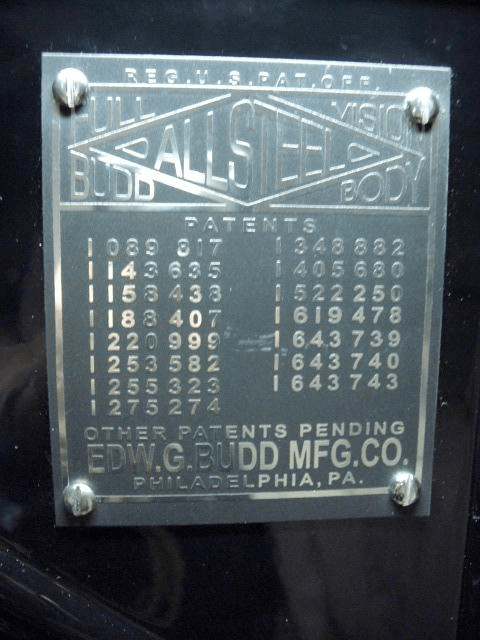 REG.U.S.PAT.OFF.
FULL VISION
ALL STEEL
BUDD BODY
PATENTS
1 089 817 1 348 882
1 143 635 1 405 680
1 158 438 1 522 250
1 188 407 1 619 478
1 220 999 1 643 739
1 253 582 1 643 740
1 255 323 1 643 743
1 275 274
OTHER PATENTS PENDING
EDW.G.BUDD MFG.CO.
PHILADELPHIA, PA.